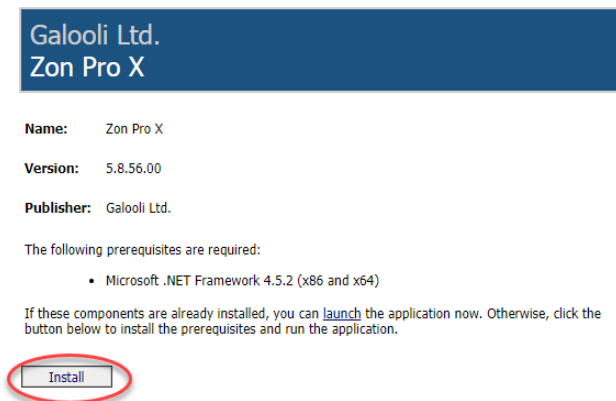 Galooli Ltd.
Zon Pro X
Name: Zon Pro X
Version: 5.8.56.00
Publisher: Galooli Ltd.
The following prerequisites are required:
• Microsoft .NET Framework 4.5.2 (x86 and x64)
If these components are already installed, you can launch the application now. Otherwise, click the
button below to install the prerequisites and run the application.
Install